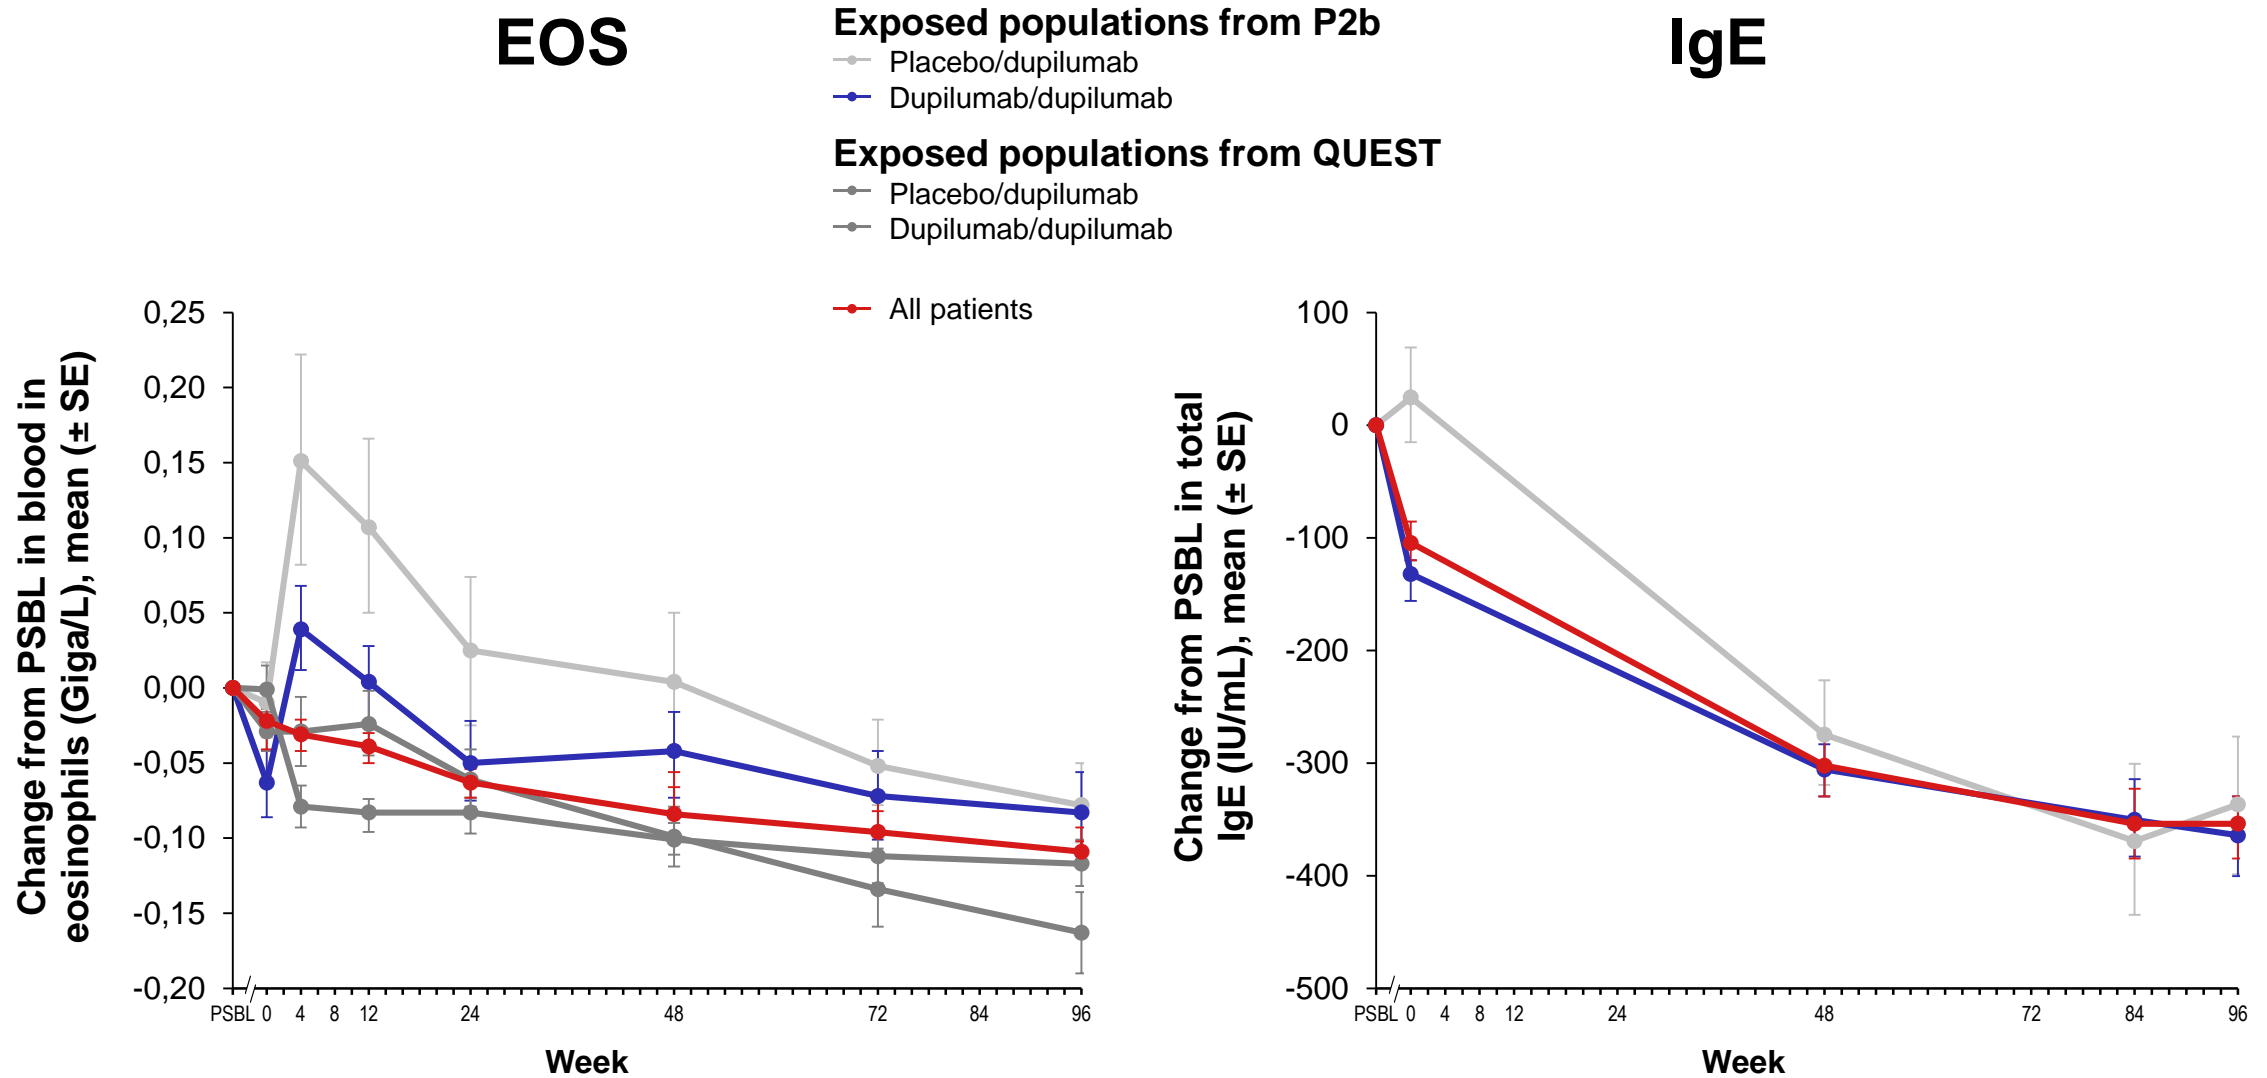 EOS
Exposed populations from P2b
Placebo/dupilumab
Dupilumab/dupilumab
Exposed populations from QUEST
Placebo/dupilumab
Dupilumab/dupilumab
All patients
IgE
Change from PSBL in blood in
eosinophils (Giga/L), mean (± SE)
0,25
0,20
0,15
0,10
0,05
0,00
-0,05
-0,10
-0,15
-0,20
PSBL 0 4 8 12 24 48 72 84 96
Week
Change from PSBL in total
IgE (IU/mL), mean (± SE)
100
0
-100
-200
-300
-400
-500
PSBL 0 4 8 12 24 48 72 84 96
Week